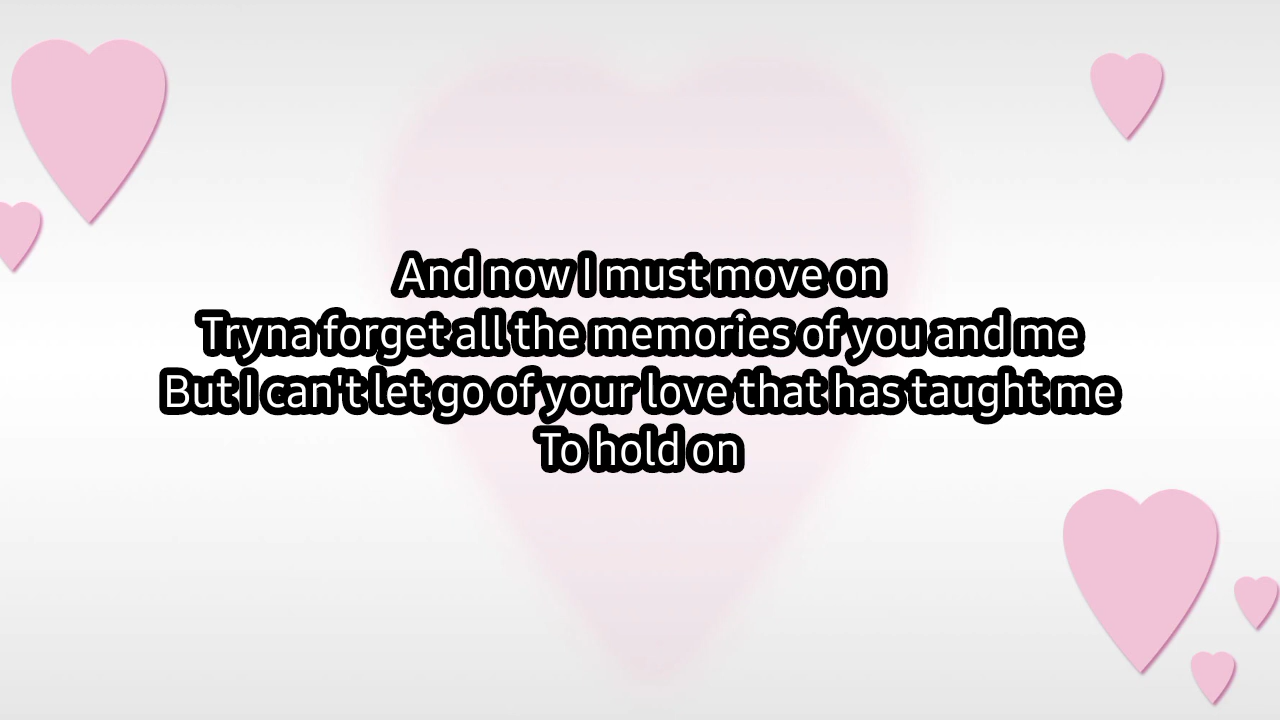 And now I must move on
Tryna forget all the memories of you and me
But I can't let go of your love that has taught me
To hold on